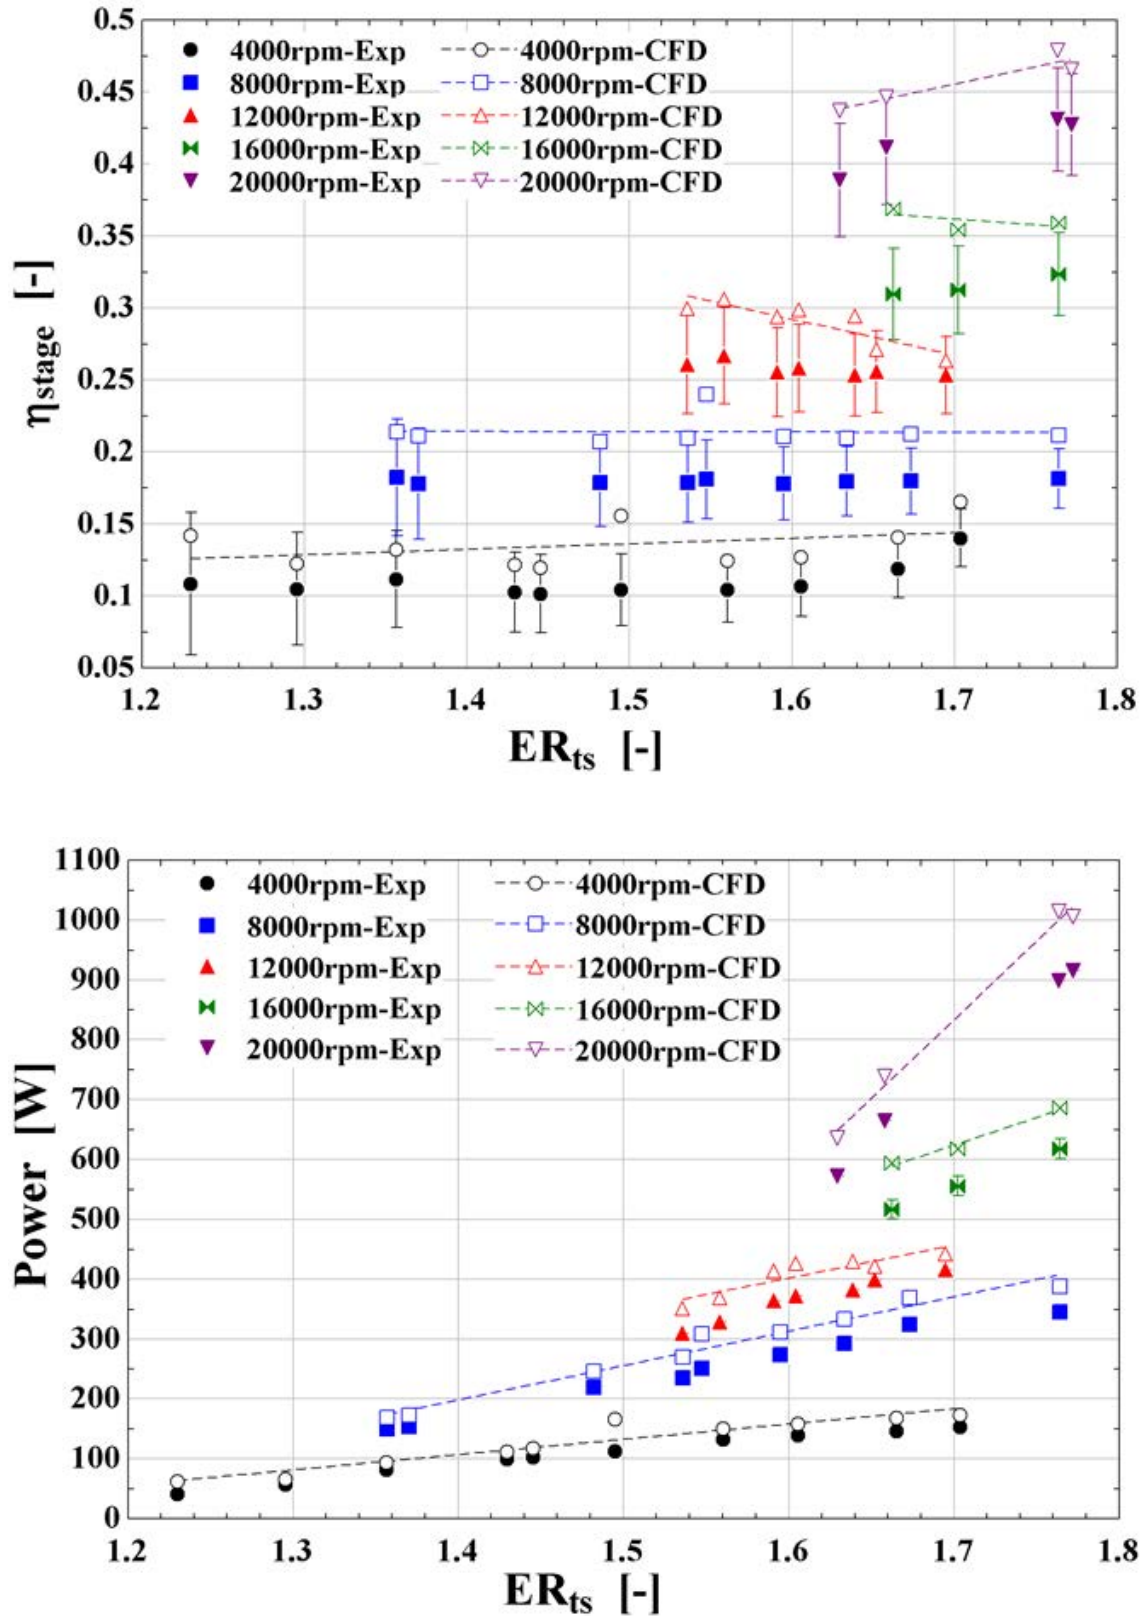 0.5
4000rpm-Exp 4000rpm-CFD
8000rpm-Exp 8000rpm-CFD
0.45
12000rpm-Exp 12000rpm-CFD
16000rpm-Exp 16000rpm-CFD
0.4
20000rpm-Exp 20000rpm-CFD
0.35
0.3
0.25
0.2
0.15
0.1
0.05
ηstage [-]
1.2 1.3 1.4 1.5 1.6 1.7 1.8
ERts [-]
1100
4000rpm-Exp 4000rpm-CFD
1000
8000rpm-Exp 8000rpm-CFD
12000rpm-Exp 12000rpm-CFD
900
16000rpm-Exp 16000rpm-CFD
800
20000rpm-Exp 20000rpm-CFD
700
600
500
400
300
200
100
0
Power [W]
1.2 1.3 1.4 1.5 1.6 1.7 1.8
ERts [-]